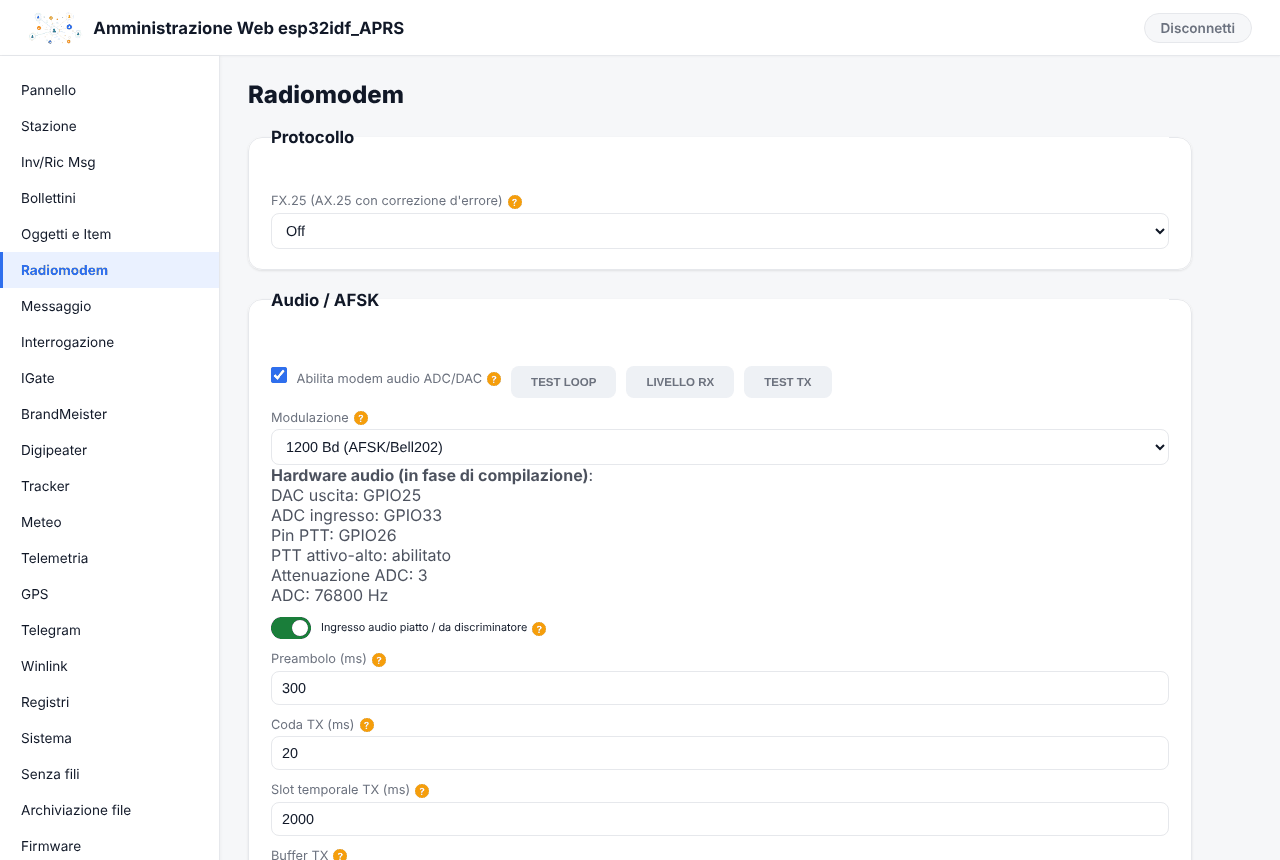 Amministrazione Web esp32idf_APRS
Disconnetti
Pannello
Stazione
Inv/Ric Msg
Bollettini
Oggetti e Item
Radiomodem
Messaggio
Interrogazione
IGate
BrandMeister
Digipeater
Tracker
Meteo
Telemetria
GPS
Telegram
Winlink
Registri
Sistema
Senza fili
Archiviazione file
Firmware
Radiomodem
Protocollo
FX.25 (AX.25 con correzione d'errore) ?
Off
Audio / AFSK
Abilita modem audio ADC/DAC ? TEST LOOP LIVELLO RX TEST TX
Modulazione ?
1200 Bd (AFSK/Bell202)
Hardware audio (in fase di compilazione):
DAC uscita: GPIO25
ADC ingresso: GPIO33
Pin PTT: GPIO26
PTT attivo-alto: abilitato
Attenuazione ADC: 3
ADC: 76800 Hz
Ingresso audio piatto / da discriminatore ?
Preambolo (ms) ?
300
Coda TX (ms) ?
20
Slot temporale TX (ms) ?
2000
Buffer TX ?